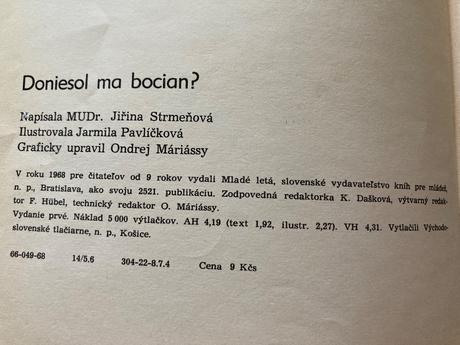 Doniesol ma bocian?
Napísala MUDr. Jiřina Strmeňová
Ilustrovala Jarmila Pavlíčková
Graficky upravil Ondrej Máriássy
V roku 1968 pre čitateľov od 9 rokov vydali Mladé letá, slovenské vydavateľstvo kníh pre mládež,
n. p., Bratislava, ako svoju 2521. publikáciu. Zodpovedná redaktorka K. Dašková, výtvarný redak-
tor F. Hübel, technický redaktor O. Máriássy.
Vydanie prvé. Náklad 5 000 výtlačkov. AH 4,19 (text 1,92, ilustr. 2,27). VH 4,31. Vytlačili Východo-
slovenské tlačiarne, n. p., Košice.
66-049-68 14/5.6 304-22-8.7.4 Cena 9 Kčs